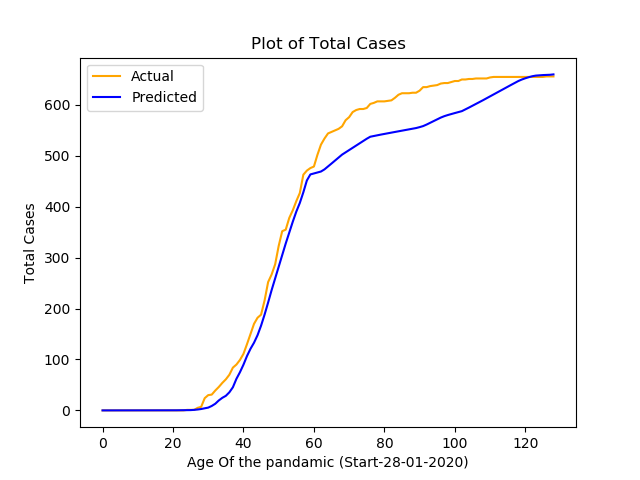 Plot of Total Cases
Actual
Predicted
600
500
400
300
200
100
0
Total Cases
0 20 40 60 80 100 120
Age Of the pandamic (Start-28-01-2020)